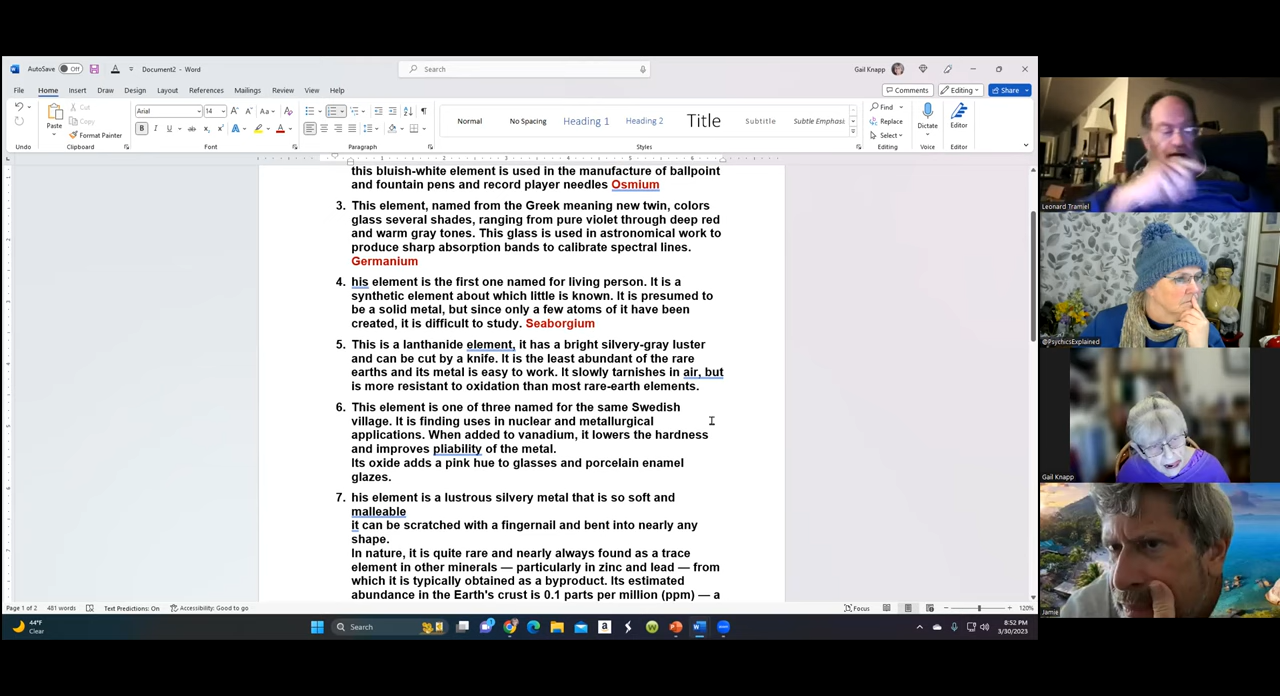 AutoSave Off Document2 - Word Search Gail Knapp
File Home Insert Draw Design Layout References Mailings Review View Help Comments Editing Share
Paste Cut Copy Format Painter
Arial 14
Normal No Spacing Heading 1 Heading 2 Title Subtitle Subtle Emphasi
Find Replace Select
Dictate Editor
Undo Clipboard Font Paragraph Styles Editing Voice Editor
this bluish-white element is used in the manufacture of ballpoint
and fountain pens and record player needles Osmium
3. This element, named from the Greek meaning new twin, colors
glass several shades, ranging from pure violet through deep red
and warm gray tones. This glass is used in astronomical work to
produce sharp absorption bands to calibrate spectral lines.
Germanium
4. his element is the first one named for living person. It is a
synthetic element about which little is known. It is presumed to
be a solid metal, but since only a few atoms of it have been
created, it is difficult to study. Seaborgium
5. This is a lanthanide element, it has a bright silvery-gray luster
and can be cut by a knife. It is the least abundant of the rare
earths and its metal is easy to work. It slowly tarnishes in air, but
is more resistant to oxidation than most rare-earth elements.
6. This element is one of three named for the same Swedish
village. It is finding uses in nuclear and metallurgical
applications. When added to vanadium, it lowers the hardness
and improves pliability of the metal.
Its oxide adds a pink hue to glasses and porcelain enamel
glazes.
7. his element is a lustrous silvery metal that is so soft and
malleable
it can be scratched with a fingernail and bent into nearly any
shape.
In nature, it is quite rare and nearly always found as a trace
element in other minerals — particularly in zinc and lead — from
which it is typically obtained as a byproduct. Its estimated
abundance in the Earth's crust is 0.1 parts per million (ppm) — a
Page 1 of 2 481 words Text Predictions: On Accessibility: Good to go Focus 120%
44°F
Clear
Search
8:52 PM
3/30/2023
Leonard Tramiel
@PsychicsExplained
Gail Knapp
Jamie